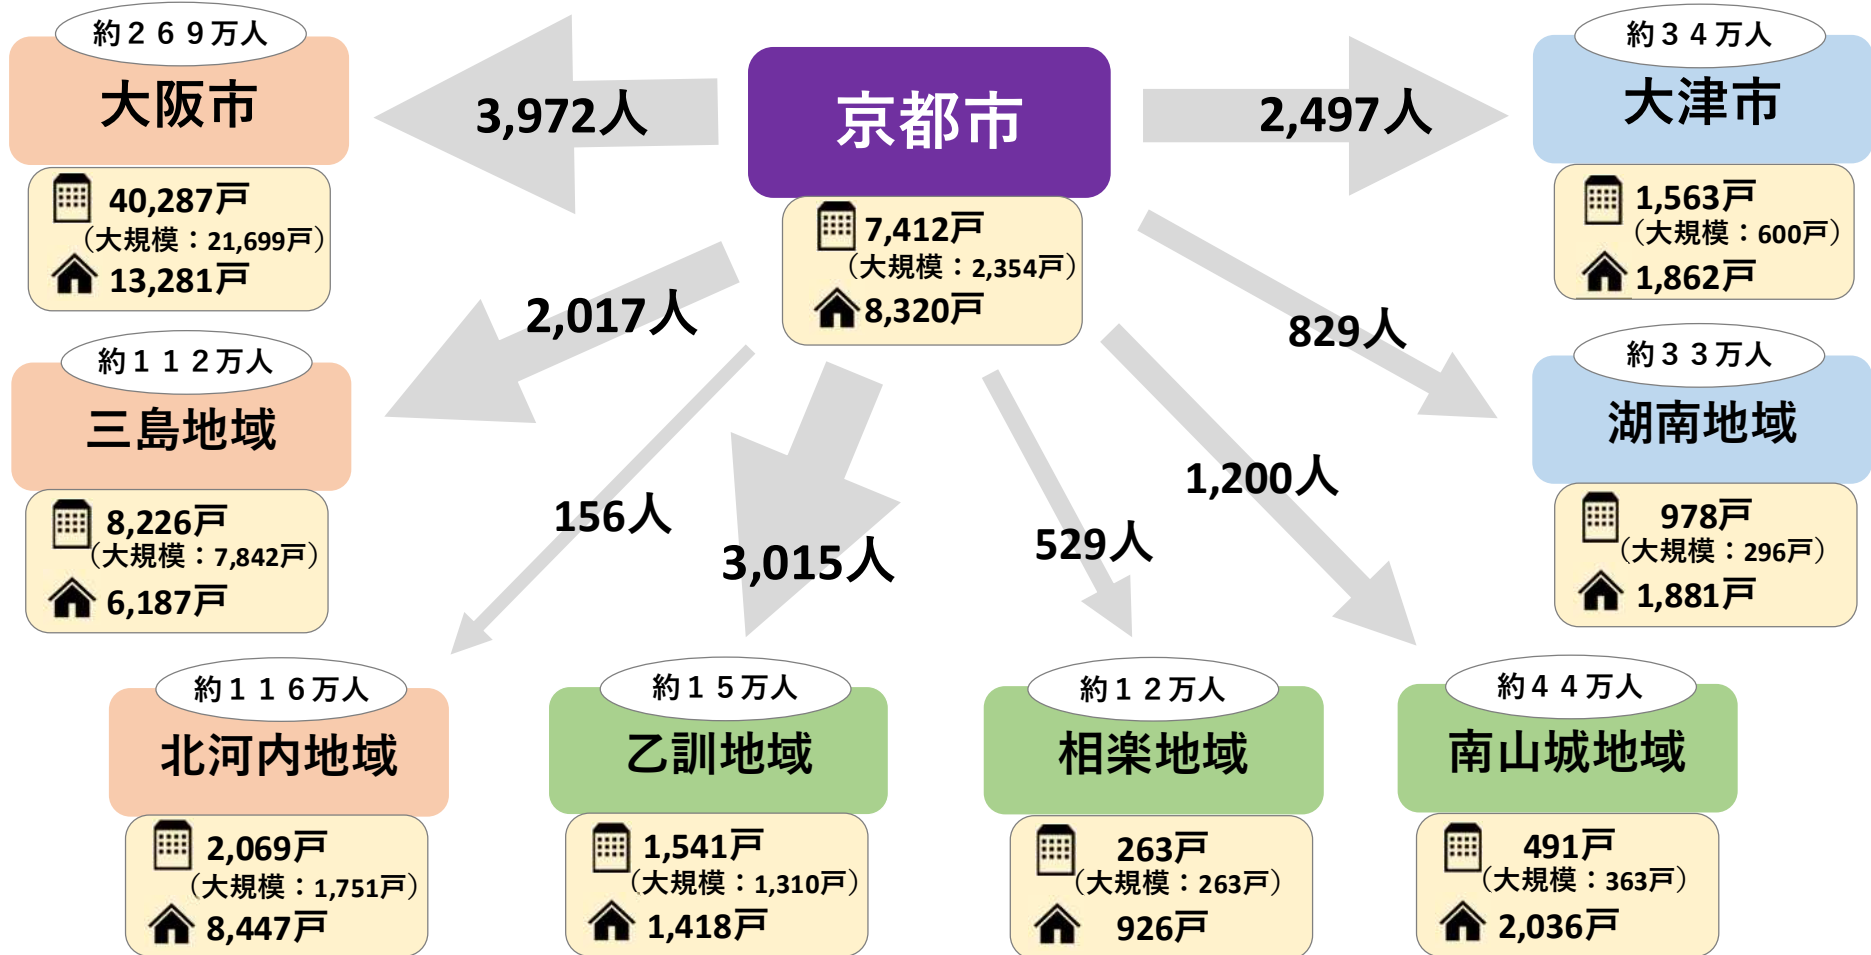 約２６９万人
大阪市
40,287戸
（大規模：21,699戸）
13,281戸
3,972人
京都市
7,412戸
（大規模：2,354戸）
8,320戸
2,497人
約３４万人
大津市
1,563戸
（大規模：600戸）
1,862戸
2,017人
829人
約１１２万人
三島地域
8,226戸
（大規模：7,842戸）
6,187戸
約３３万人
湖南地域
978戸
（大規模：296戸）
1,881戸
156人
3,015人
529人
1,200人
約１１６万人
北河内地域
2,069戸
（大規模：1,751戸）
8,447戸
約１５万人
乙訓地域
1,541戸
（大規模：1,310戸）
1,418戸
約１２万人
相楽地域
263戸
（大規模：263戸）
926戸
約４４万人
南山城地域
491戸
（大規模：363戸）
2,036戸